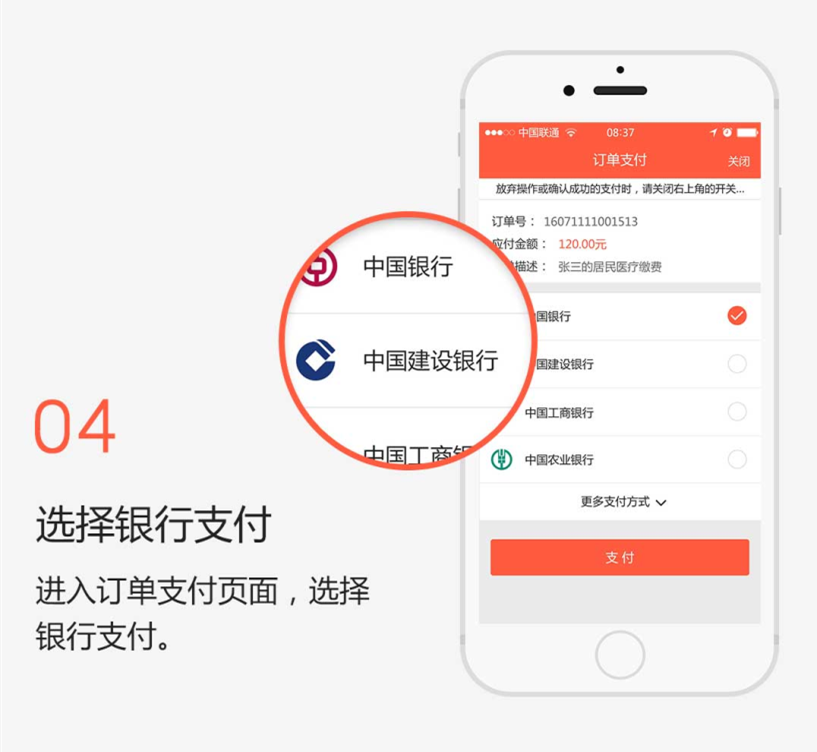 中国联通
08:37
订单支付
关闭
放弃操作或确认成功的支付时，请关闭右上角的开关...
订单号： 16071111001513
应付金额： 120.00元
描述： 张三的居民医疗缴费
中国银行
中国建设银行
中国工商银
国银行
国建设银行
中国工商银行
中国农业银行
更多支付方式
支付
04
选择银行支付
进入订单支付页面，选择
银行支付。